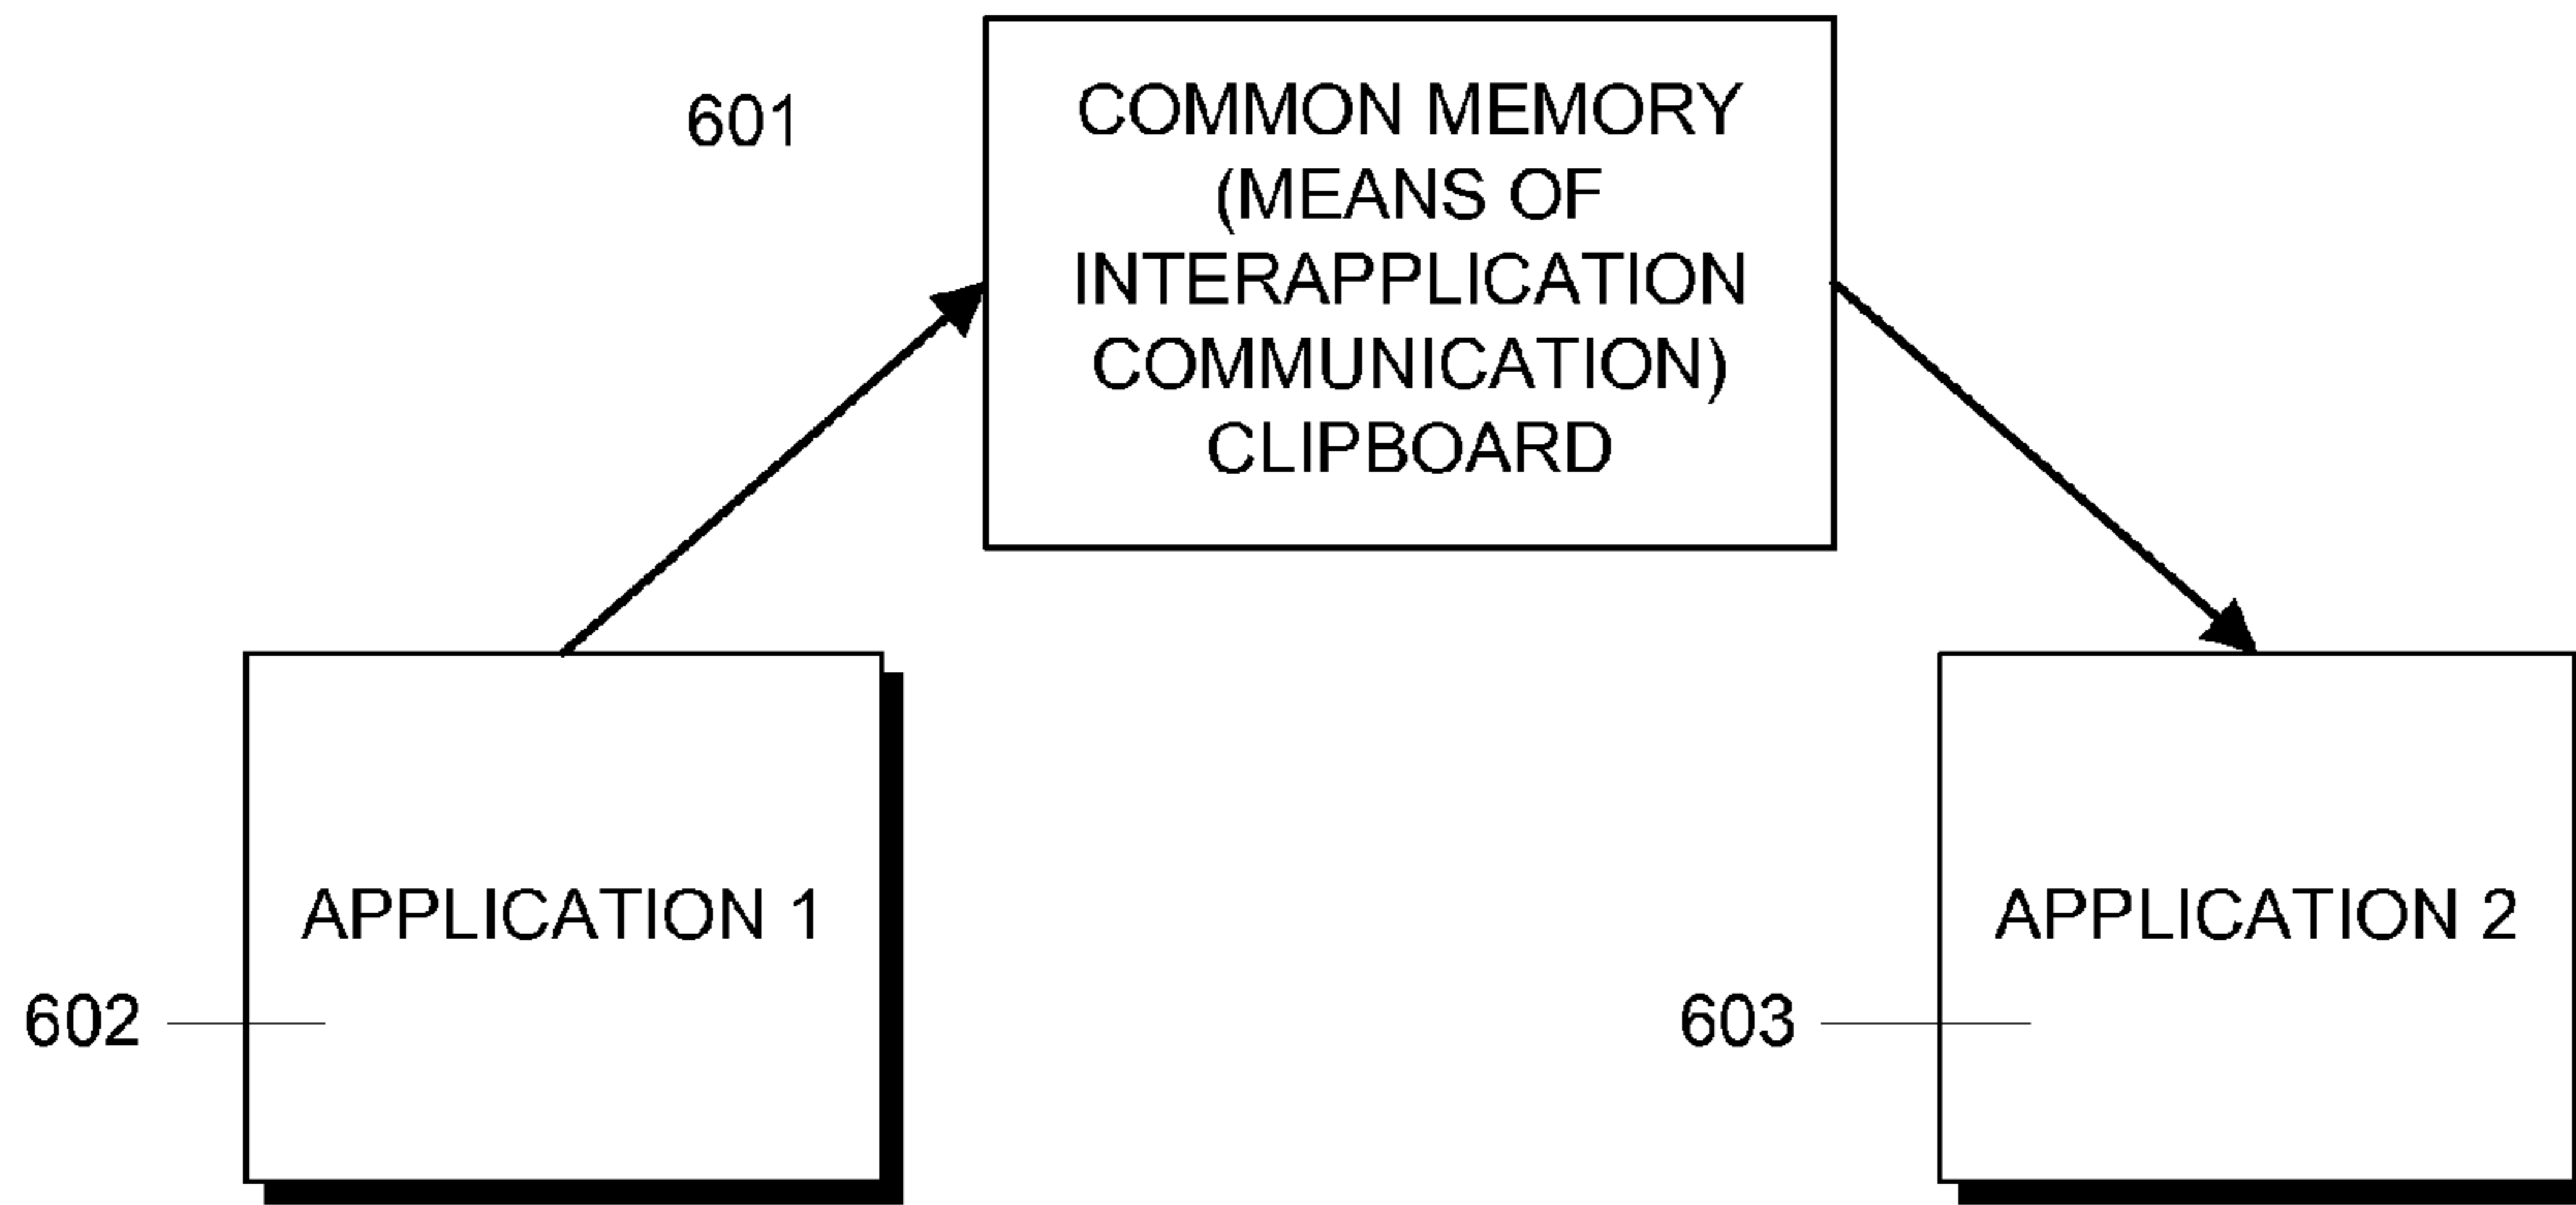 601
COMMON MEMORY
(MEANS OF
INTERAPPLICATION
COMMUNICATION)
CLIPBOARD
APPLICATION 1
602
APPLICATION 2
603